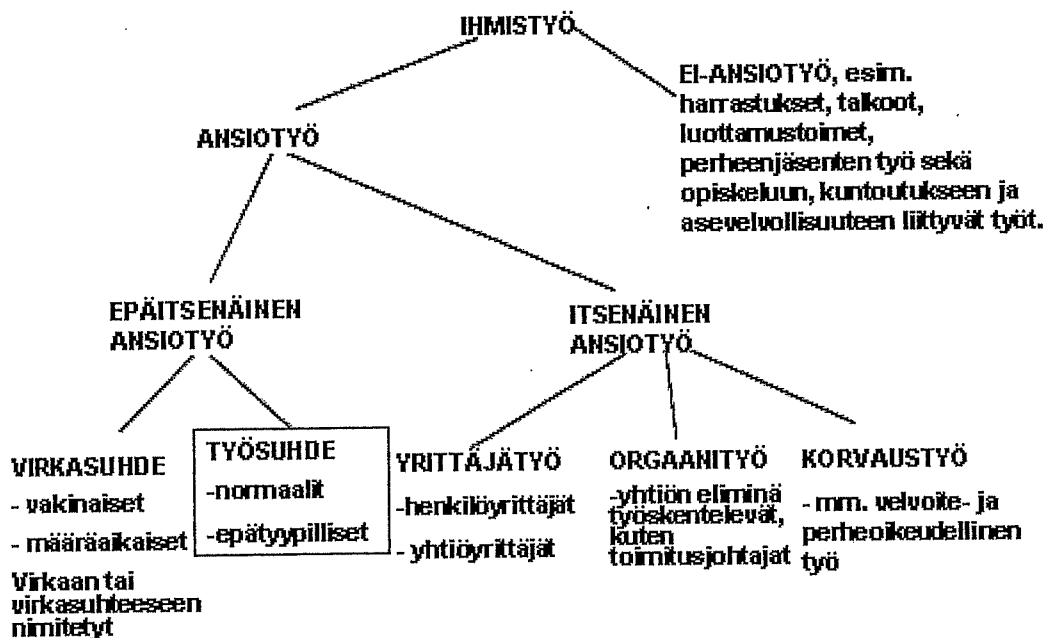 IHMISTYÖ
EI-ANSIOTYÖ, esim.
harrastukset, talkoot,
luottamustoimet,
perheenjäsenten työ sekä
opiskeluun, kuntoutukseen ja
asevelvollisuuteen liittyvät työt.
ANSIOTYÖ
EPÄITSENÄINEN
ANSIOTYÖ
ITSENÄINEN
ANSIOTYÖ
VIRKASUHDE
- vakinaiset
- määräaikaiset
Virkaan tai
virkasuhteeseen
nimitetyt
TYÖSUHDE
-normaalit
-epätyypilliset
YRITTÄJÄTYÖ
-henkilöyrittäjät
- yhtiöyrittäjät
ORGAANITYÖ
-yhtiön eliminä
työskentelevät,
kuten
toimitusjohtajat
KORVAUSTYÖ
- mm. velvoite- ja
perheoikeudellinen
työ